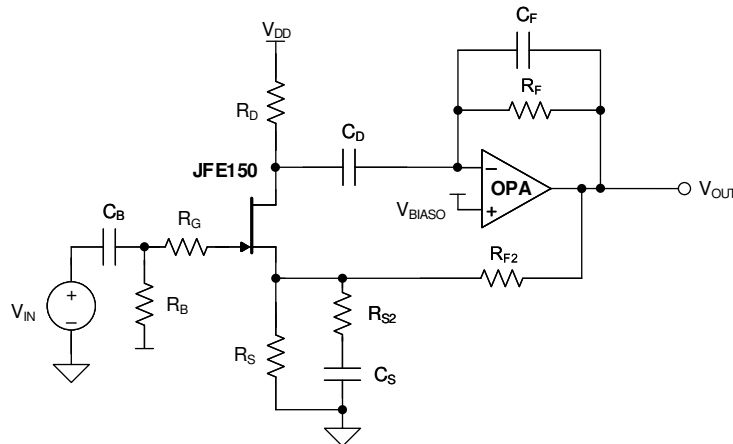 C_F
V_DD
R_F
R_D
C_D
JFE150
− OPA
V_OUT
C_B
V_BIASO
+
R_G
R_F2
+
V_IN
−
R_B
R_S2
R_S
C_S